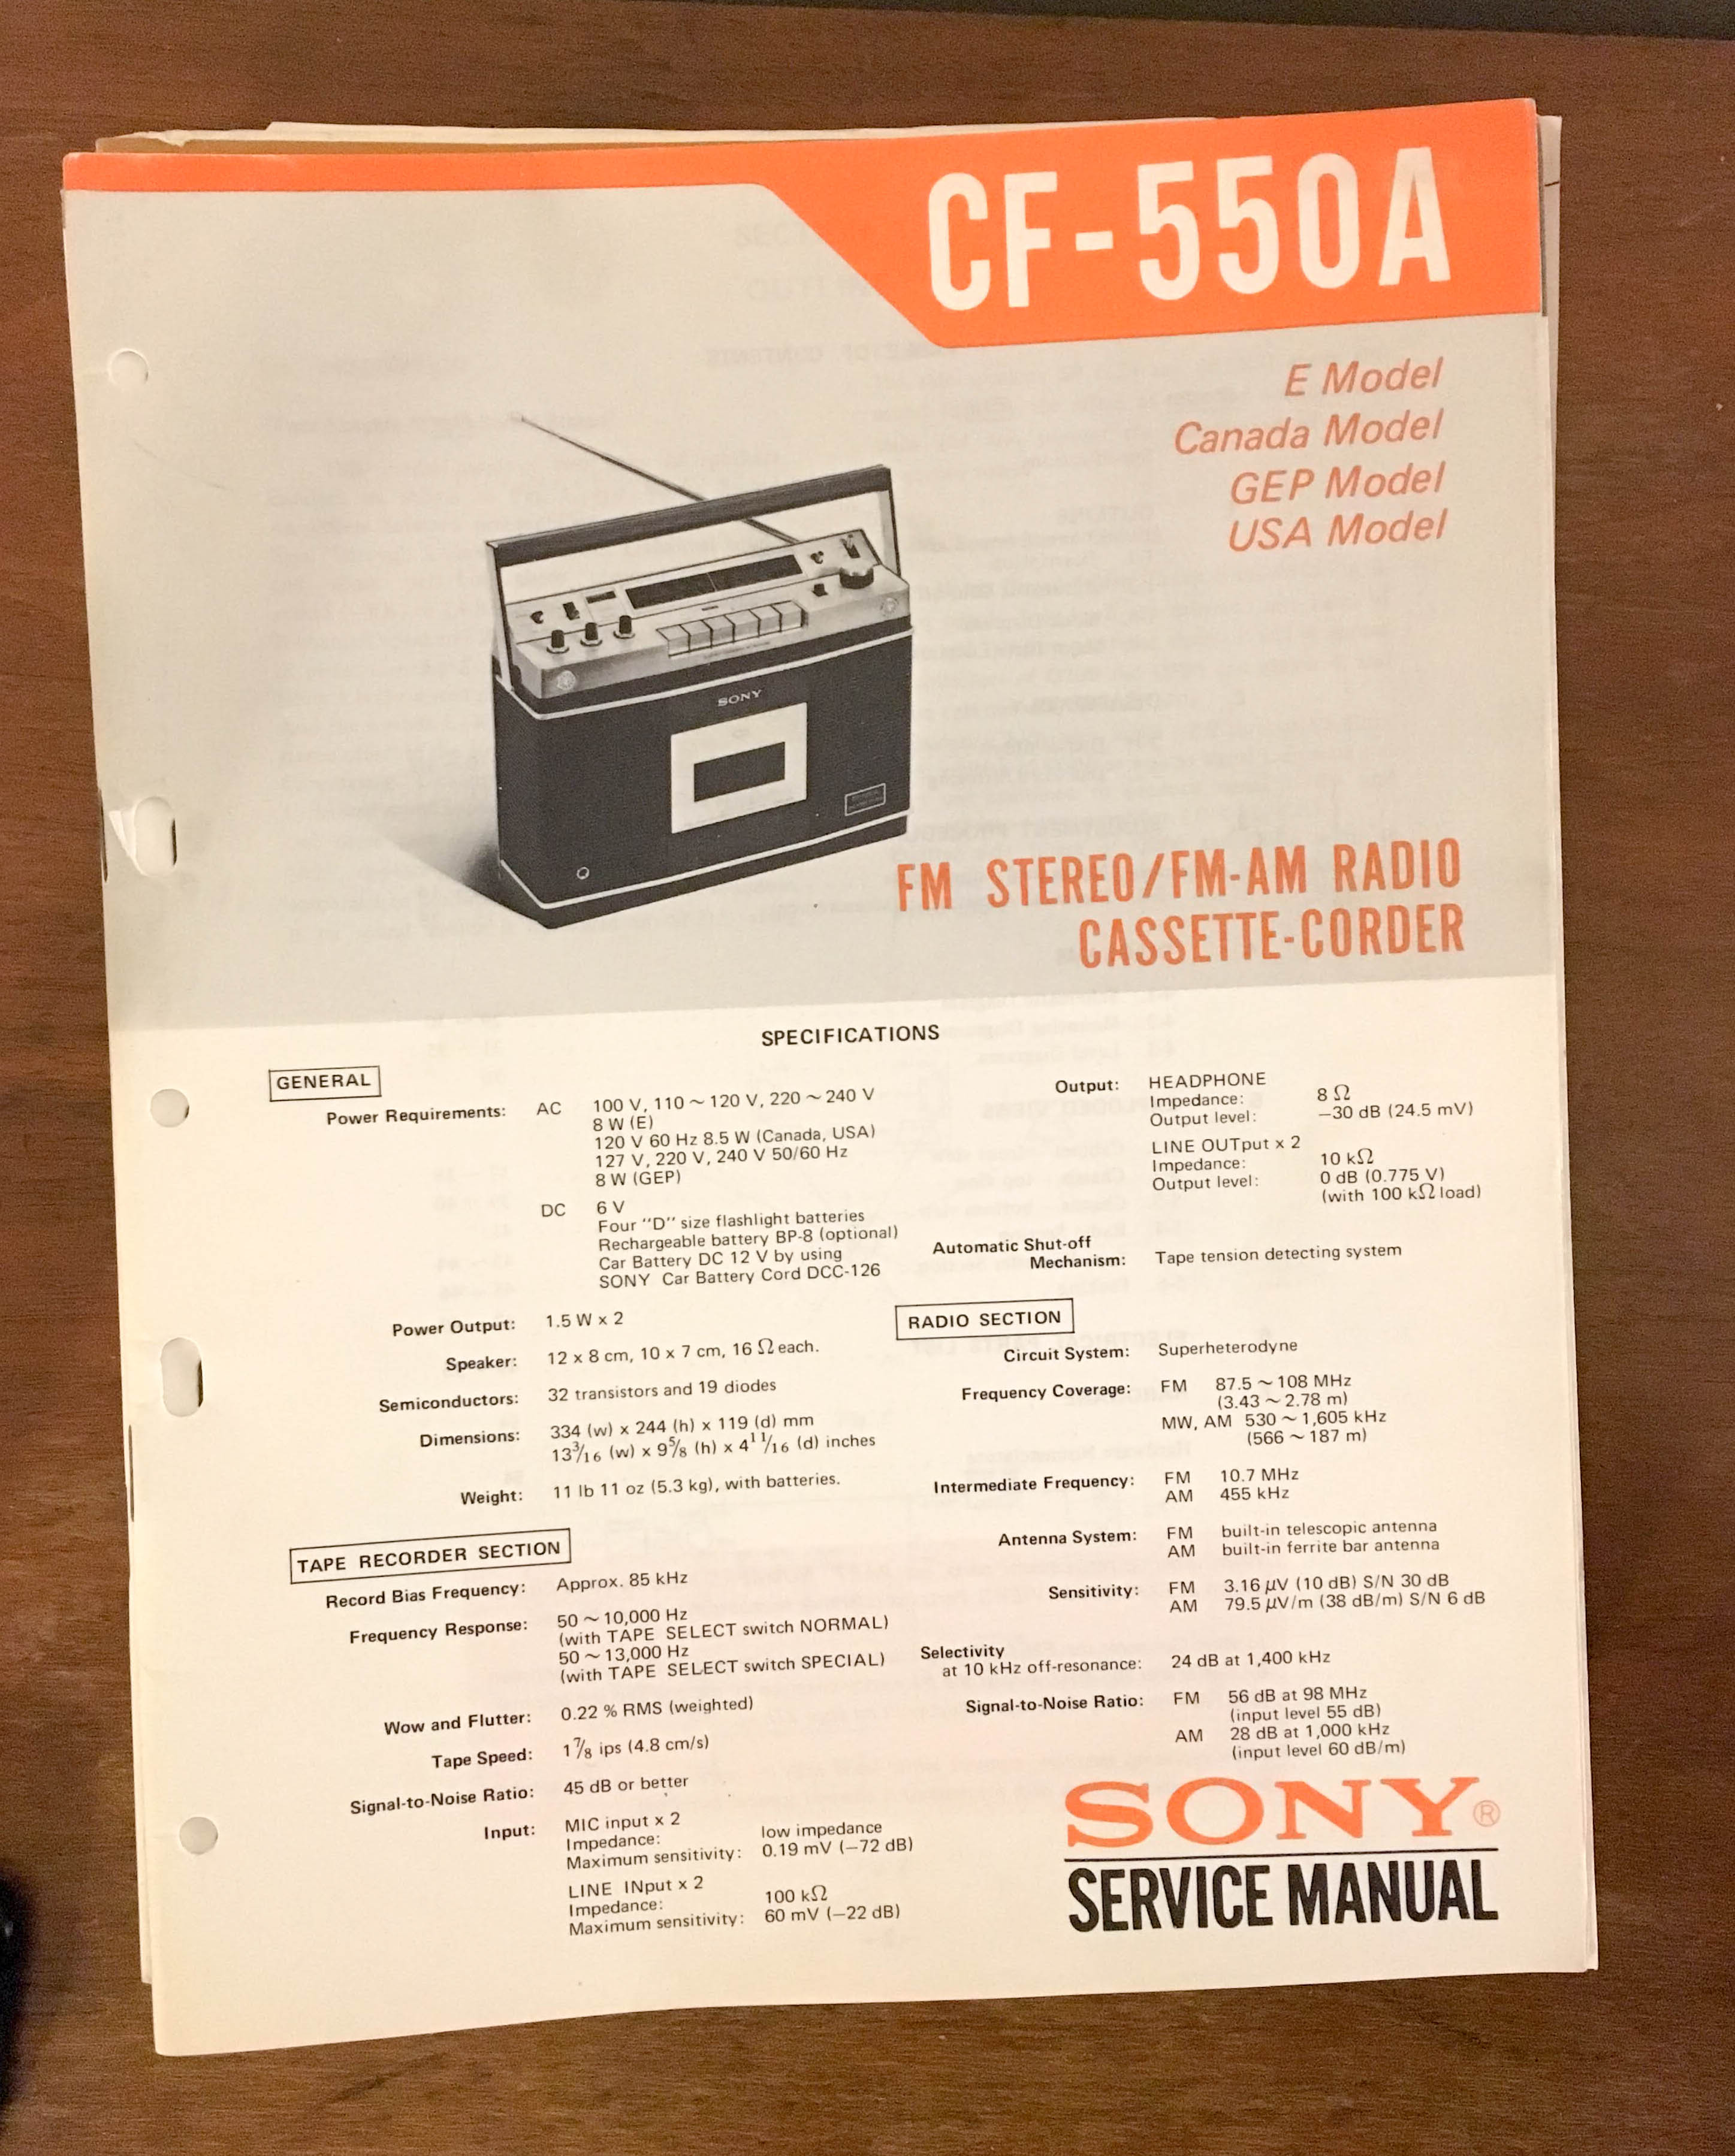 CF-550A
E Model
Canada Model
GEP Model
USA Model
SONY
FM STEREO/FM-AM RADIO
CASSETTE-CORDER
SPECIFICATIONS
GENERAL
Power Requirements: AC 100 V, 110 ~ 120 V, 220 ~ 240 V
8 W (E)
120 V 60 Hz 8.5 W (Canada, USA)
127 V, 220 V, 240 V 50/60 Hz
8 W (GEP)
DC 6 V
Four "D" size flashlight batteries
Rechargeable battery BP-8 (optional)
Car Battery DC 12 V by using
SONY Car Battery Cord DCC-126
Power Output: 1.5 W x 2
Speaker: 12 x 8 cm, 10 x 7 cm, 16 Ω each.
Semiconductors: 32 transistors and 19 diodes
Dimensions: 334 (w) x 244 (h) x 119 (d) mm
13 3/16 (w) x 9 5/8 (h) x 4 11/16 (d) inches
Weight: 11 lb 11 oz (5.3 kg), with batteries.
TAPE RECORDER SECTION
Record Bias Frequency: Approx. 85 kHz
Frequency Response: 50 ~ 10,000 Hz
(with TAPE SELECT switch NORMAL)
50 ~ 13,000 Hz
(with TAPE SELECT switch SPECIAL)
Wow and Flutter: 0.22 % RMS (weighted)
Tape Speed: 1 7/8 ips (4.8 cm/s)
Signal-to-Noise Ratio: 45 dB or better
Input: MIC input x 2
Impedance: low impedance
Maximum sensitivity: 0.19 mV (−72 dB)
LINE INput x 2
Impedance: 100 kΩ
Maximum sensitivity: 60 mV (−22 dB)
Output: HEADPHONE
Impedance: 8 Ω
Output level: −30 dB (24.5 mV)
LINE OUTput x 2
Impedance: 10 kΩ
Output level: 0 dB (0.775 V)
(with 100 kΩ load)
Automatic Shut-off
Mechanism: Tape tension detecting system
RADIO SECTION
Circuit System: Superheterodyne
Frequency Coverage: FM 87.5 ~ 108 MHz
(3.43 ~ 2.78 m)
MW, AM 530 ~ 1,605 kHz
(566 ~ 187 m)
Intermediate Frequency: FM 10.7 MHz
AM 455 kHz
Antenna System: FM built-in telescopic antenna
AM built-in ferrite bar antenna
Sensitivity: FM 3.16 μV (10 dB) S/N 30 dB
AM 79.5 μV/m (38 dB/m) S/N 6 dB
Selectivity
at 10 kHz off-resonance: 24 dB at 1,400 kHz
Signal-to-Noise Ratio: FM 56 dB at 98 MHz
(input level 55 dB)
AM 28 dB at 1,000 kHz
(input level 60 dB/m)
SONY®
SERVICE MANUAL